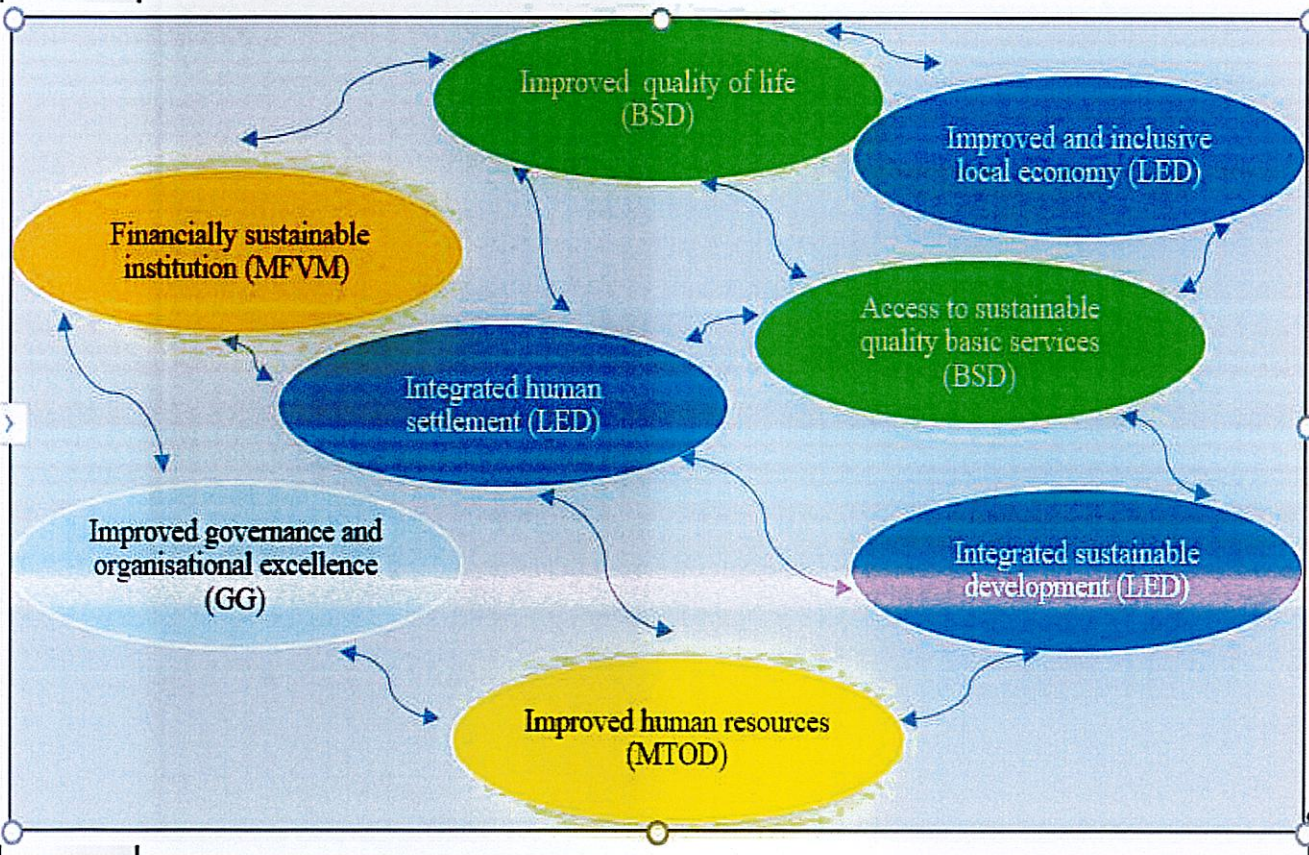 Improved quality of life
(BSD)
Improved and inclusive
local economy (LED)
Financially sustainable
institution (MFVM)
Access to sustainable
quality basic services
(BSD)
Integrated human
settlement (LED)
Improved governance and
organisational excellence
(GG)
Integrated sustainable
development (LED)
Improved human resources
(MTOD)